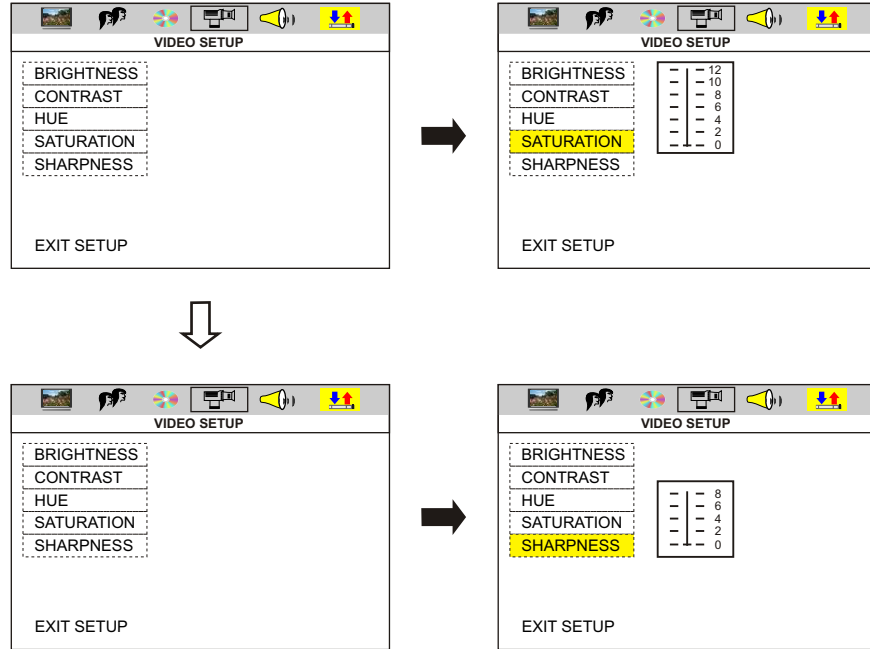 VIDEO SETUP
BRIGHTNESS
CONTRAST
HUE
SATURATION
SHARPNESS
EXIT SETUP
VIDEO SETUP
BRIGHTNESS
CONTRAST
HUE
SATURATION
SHARPNESS
12
10
8
6
4
2
0
EXIT SETUP
VIDEO SETUP
BRIGHTNESS
CONTRAST
HUE
SATURATION
SHARPNESS
EXIT SETUP
VIDEO SETUP
BRIGHTNESS
CONTRAST
HUE
SATURATION
SHARPNESS
8
6
4
2
0
EXIT SETUP